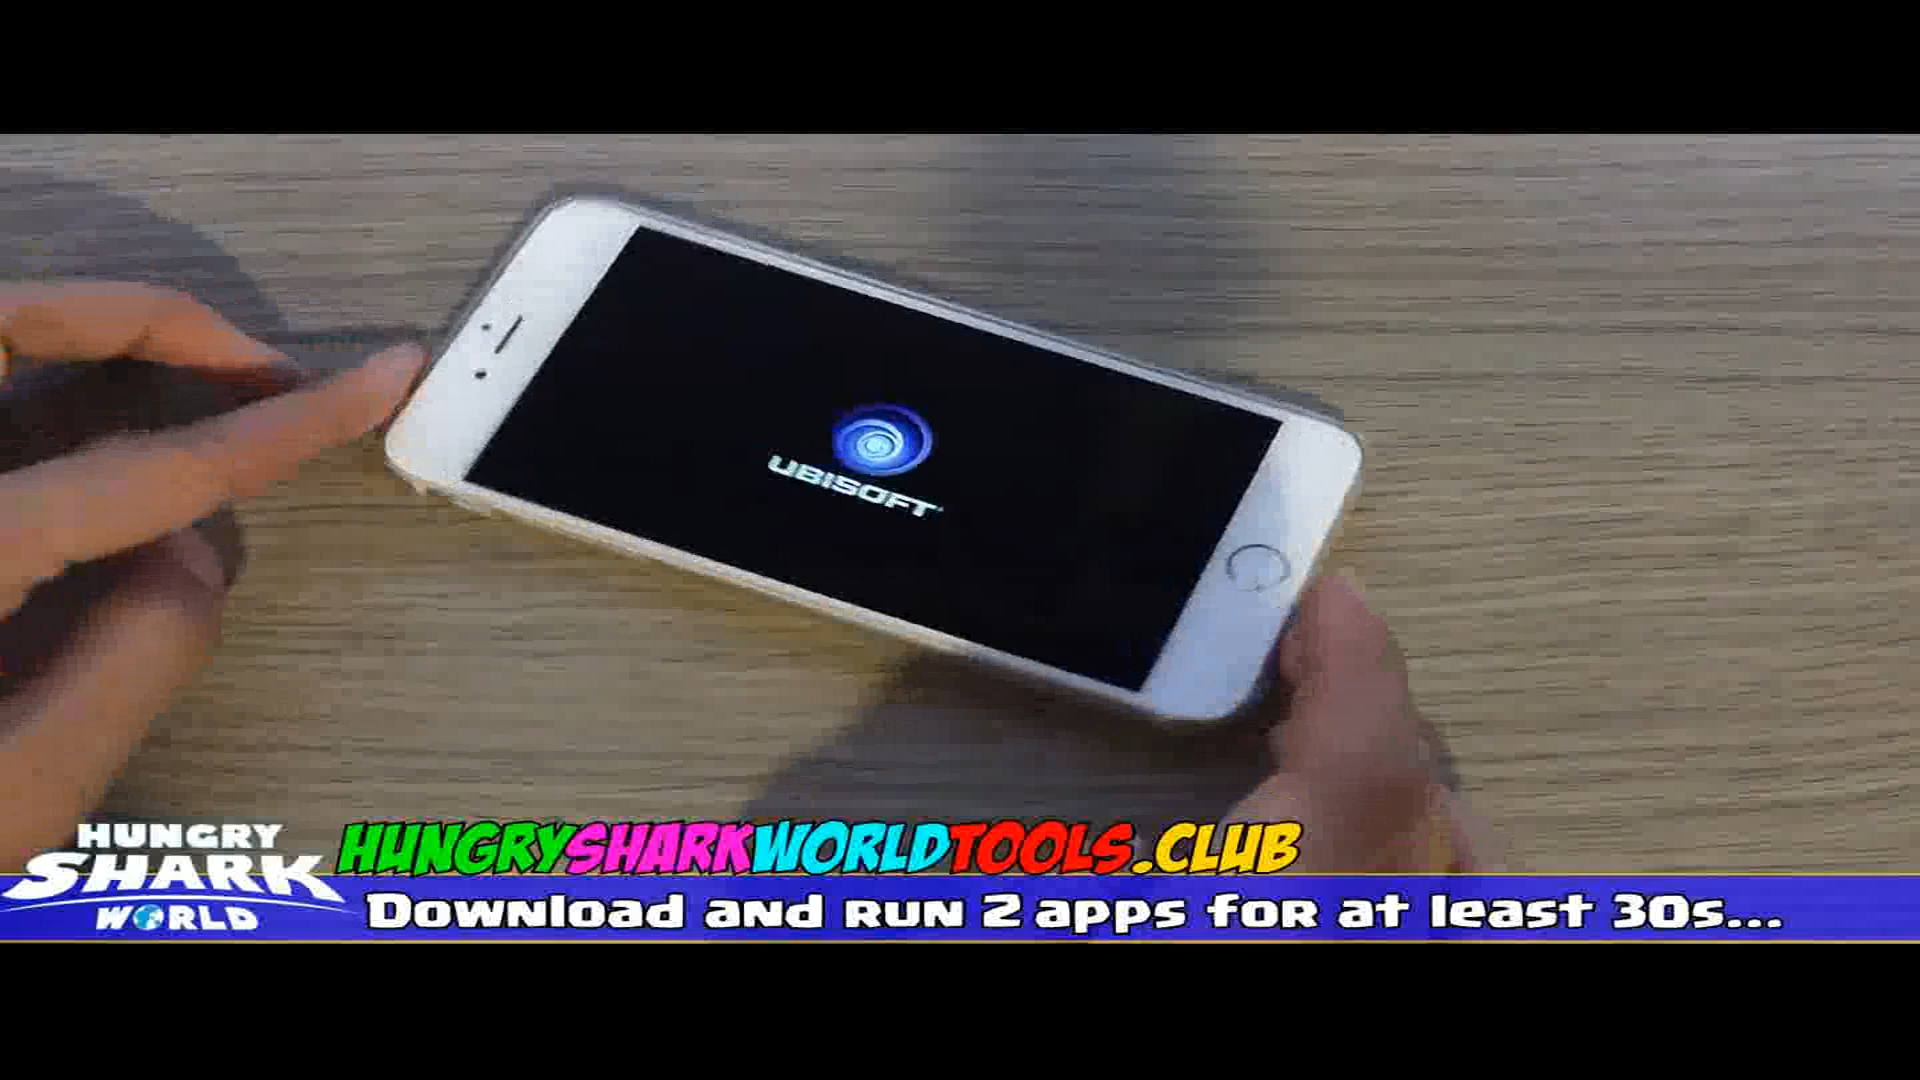 UBISOFT
HUNGRY
SHARK
WORLD
HUNGRYSHARKWORLDTOOLS.CLUB
Download and run 2 apps for at least 30s...